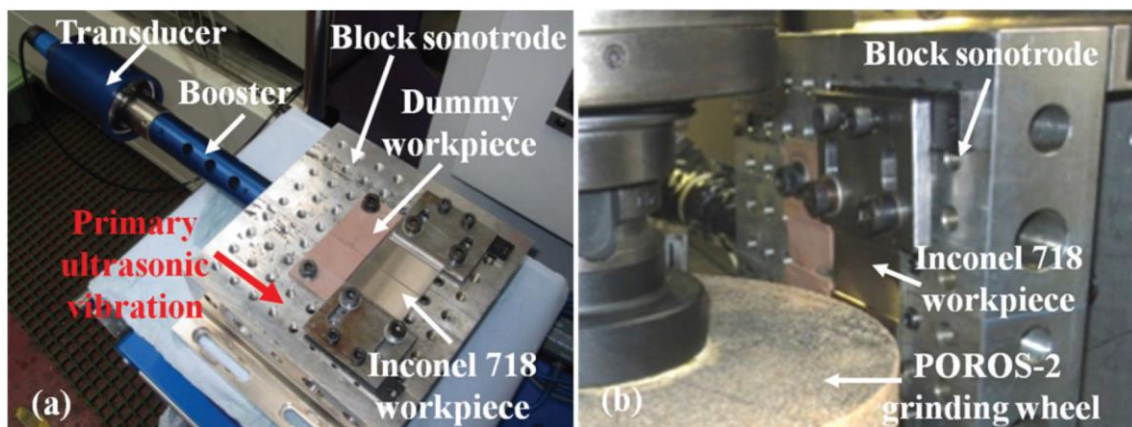 Transducer
Booster
Block sonotrode
Dummy
workpiece
Primary
ultrasonic
vibration
Inconel 718
workpiece
(a)
Block sonotrode
Inconel 718
workpiece
POROS-2
grinding wheel
(b)